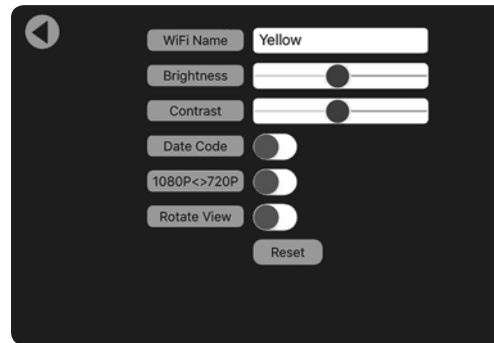 WiFi Name Yellow
Brightness
Contrast
Date Code
1080P<>720P
Rotate View
Reset